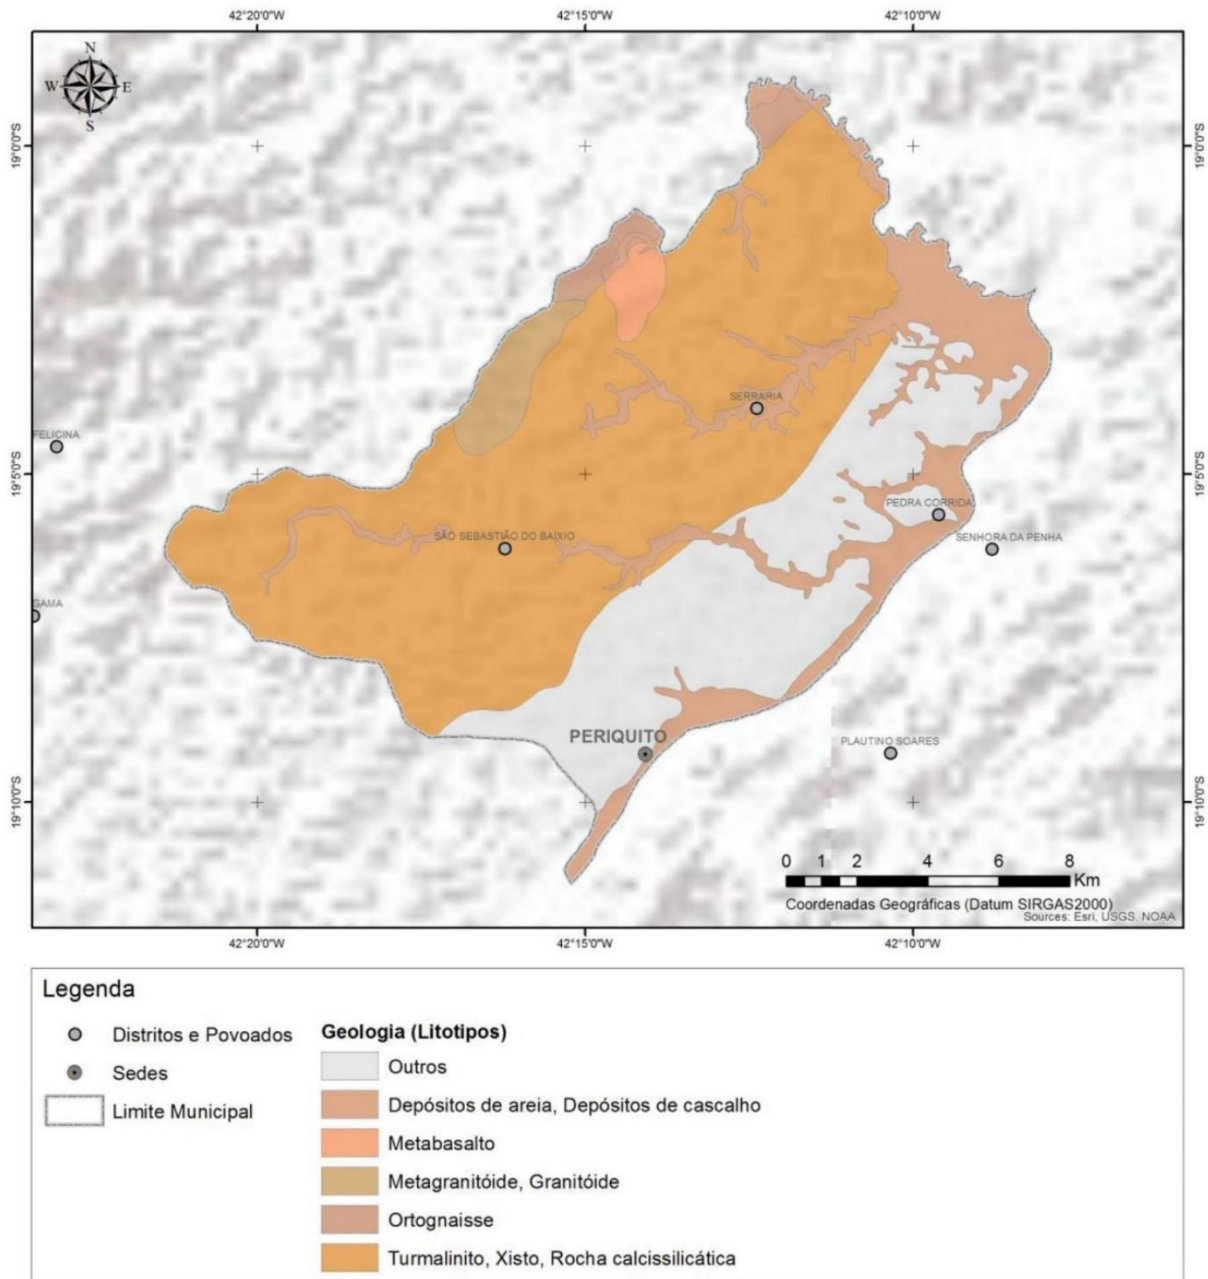 42°20'0"W
42°15'0"W
42°10'0"W
N
W
E
S
19°0'0"S
19°0'0"S
SERRARIA
FELICINA
19°5'0"S
19°5'0"S
PEDRA CORRIDA
SÃO SEBASTIÃO DO BAIXIO
SENHORA DA PENHA
GAMA
PERIQUITO
PLAUTINO SOARES
19°10'0"S
19°10'0"S
0 1 2 4 6 8
Km
Coordenadas Geográficas (Datum SIRGAS2000)
Sources: Esri, USGS, NOAA
42°20'0"W
42°15'0"W
42°10'0"W
Legenda
Distritos e Povoados
Sedes
Limite Municipal
Geologia (Litotipos)
Outros
Depósitos de areia, Depósitos de cascalho
Metabasalto
Metagranitóide, Granitóide
Ortognaisse
Turmalinito, Xisto, Rocha calcissilicática